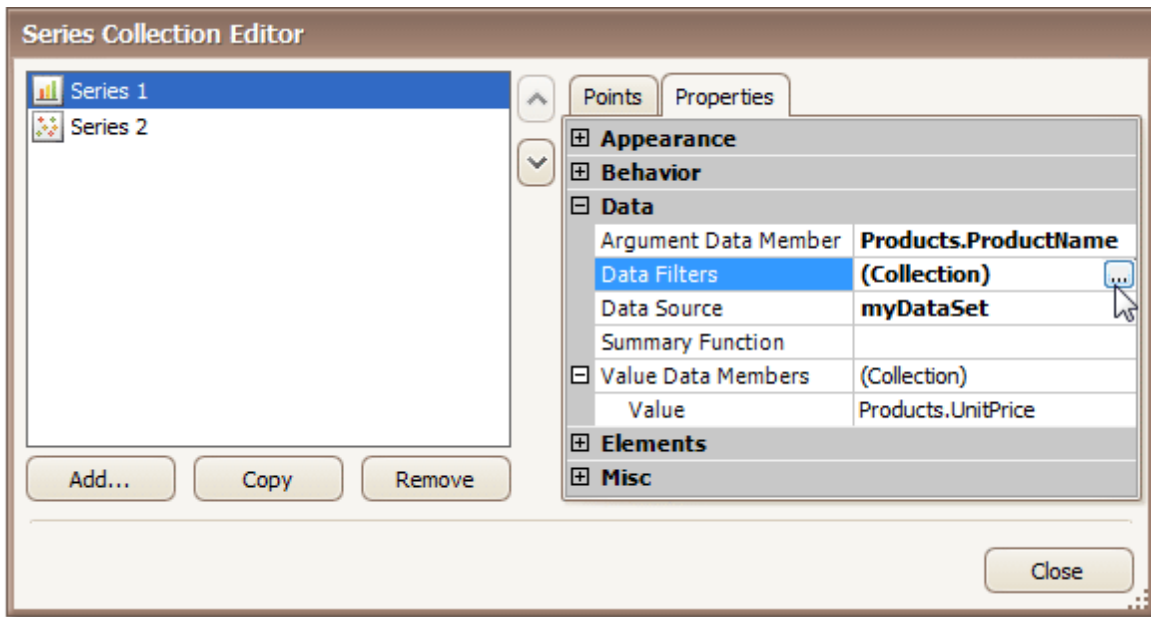 Series Collection Editor
Series 1
Series 2
Add...
Copy
Remove
Points
Properties
Appearance
Behavior
Data
Argument Data Member Products.ProductName
Data Filters (Collection) ...
Data Source myDataSet
Summary Function
Value Data Members (Collection)
Value Products.UnitPrice
Elements
Misc
Close